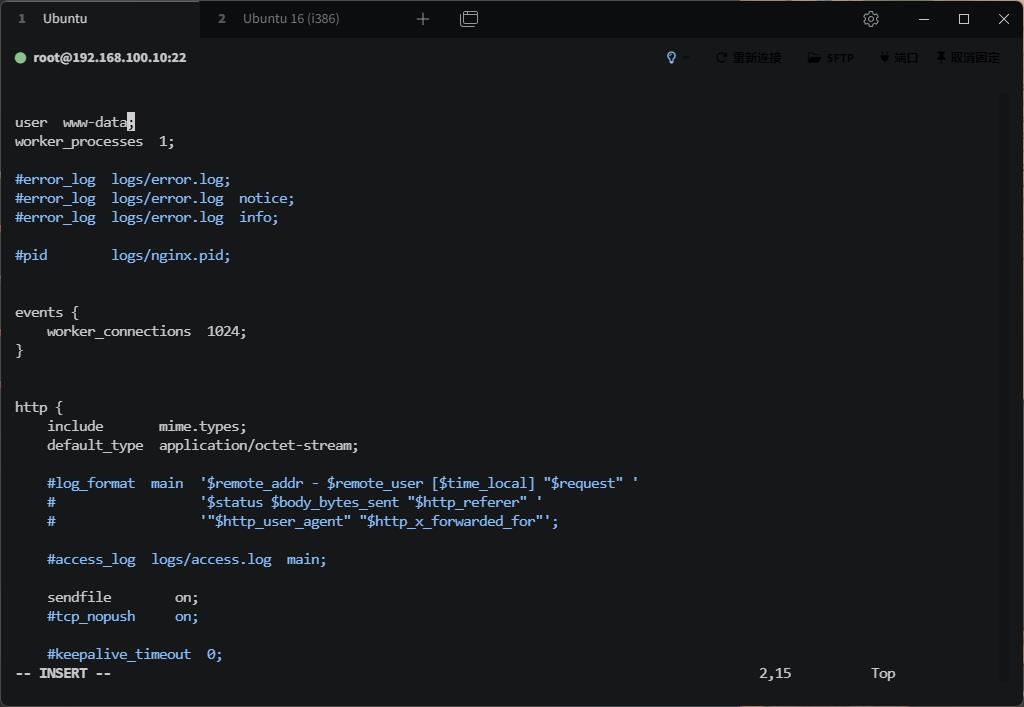 1 Ubuntu 2 Ubuntu 16 (i386)
root@192.168.100.10:22 重新连接 SFTP 端口 取消固定
user  www-data;
worker_processes  1;
#error_log  logs/error.log;
#error_log  logs/error.log  notice;
#error_log  logs/error.log  info;
#pid        logs/nginx.pid;
events {
    worker_connections  1024;
}
http {
    include       mime.types;
    default_type  application/octet-stream;
    #log_format  main  '$remote_addr - $remote_user [$time_local] "$request" '
    #                  '$status $body_bytes_sent "$http_referer" '
    #                  '"$http_user_agent" "$http_x_forwarded_for"';
    #access_log  logs/access.log  main;
    sendfile        on;
    #tcp_nopush     on;
    #keepalive_timeout  0;
-- INSERT -- 2,15 Top